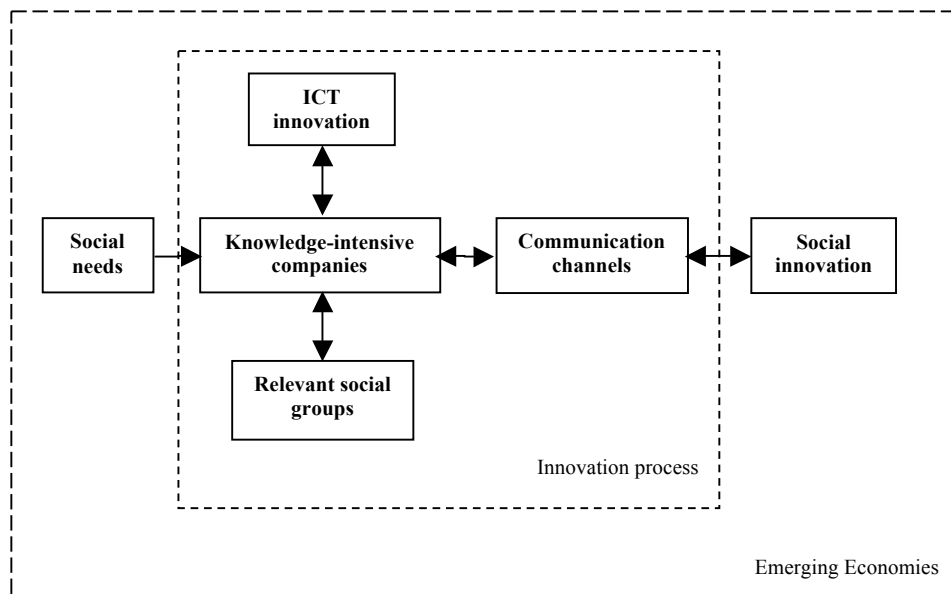 ICT
innovation
Social
needs
Knowledge-intensive
companies
Communication
channels
Social
innovation
Relevant social
groups
Innovation process
Emerging Economies